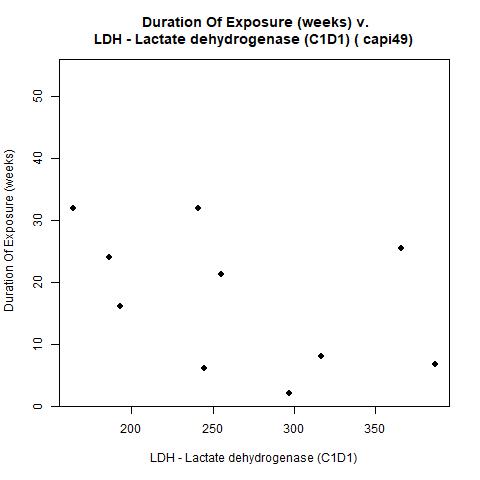 Duration Of Exposure (weeks) v.
LDH - Lactate dehydrogenase (C1D1) ( capi49)
Duration Of Exposure (weeks)
50
40
30
20
10
0
200 250 300 350
LDH - Lactate dehydrogenase (C1D1)